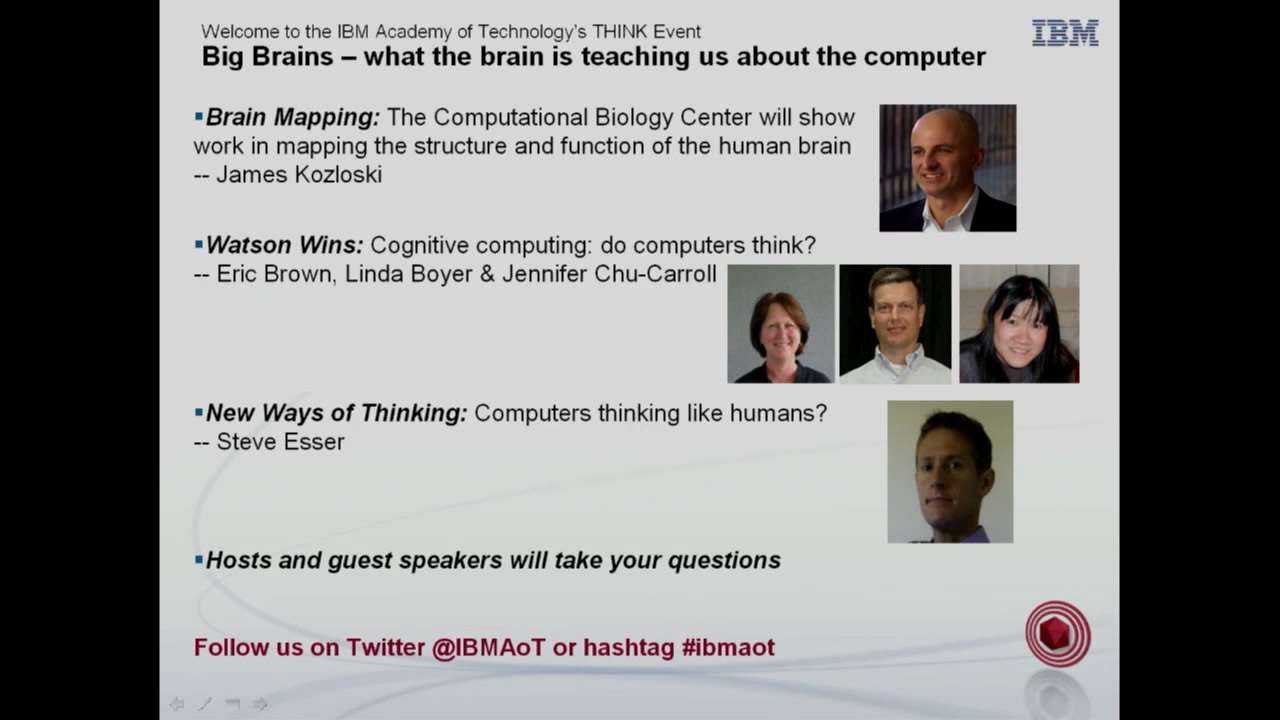 Welcome to the IBM Academy of Technology's THINK Event
IBM
Big Brains – what the brain is teaching us about the computer
▪Brain Mapping: The Computational Biology Center will show
work in mapping the structure and function of the human brain
-- James Kozloski
▪Watson Wins: Cognitive computing: do computers think?
-- Eric Brown, Linda Boyer & Jennifer Chu-Carroll
▪New Ways of Thinking: Computers thinking like humans?
-- Steve Esser
▪Hosts and guest speakers will take your questions
Follow us on Twitter @IBMAoT or hashtag #ibmaot